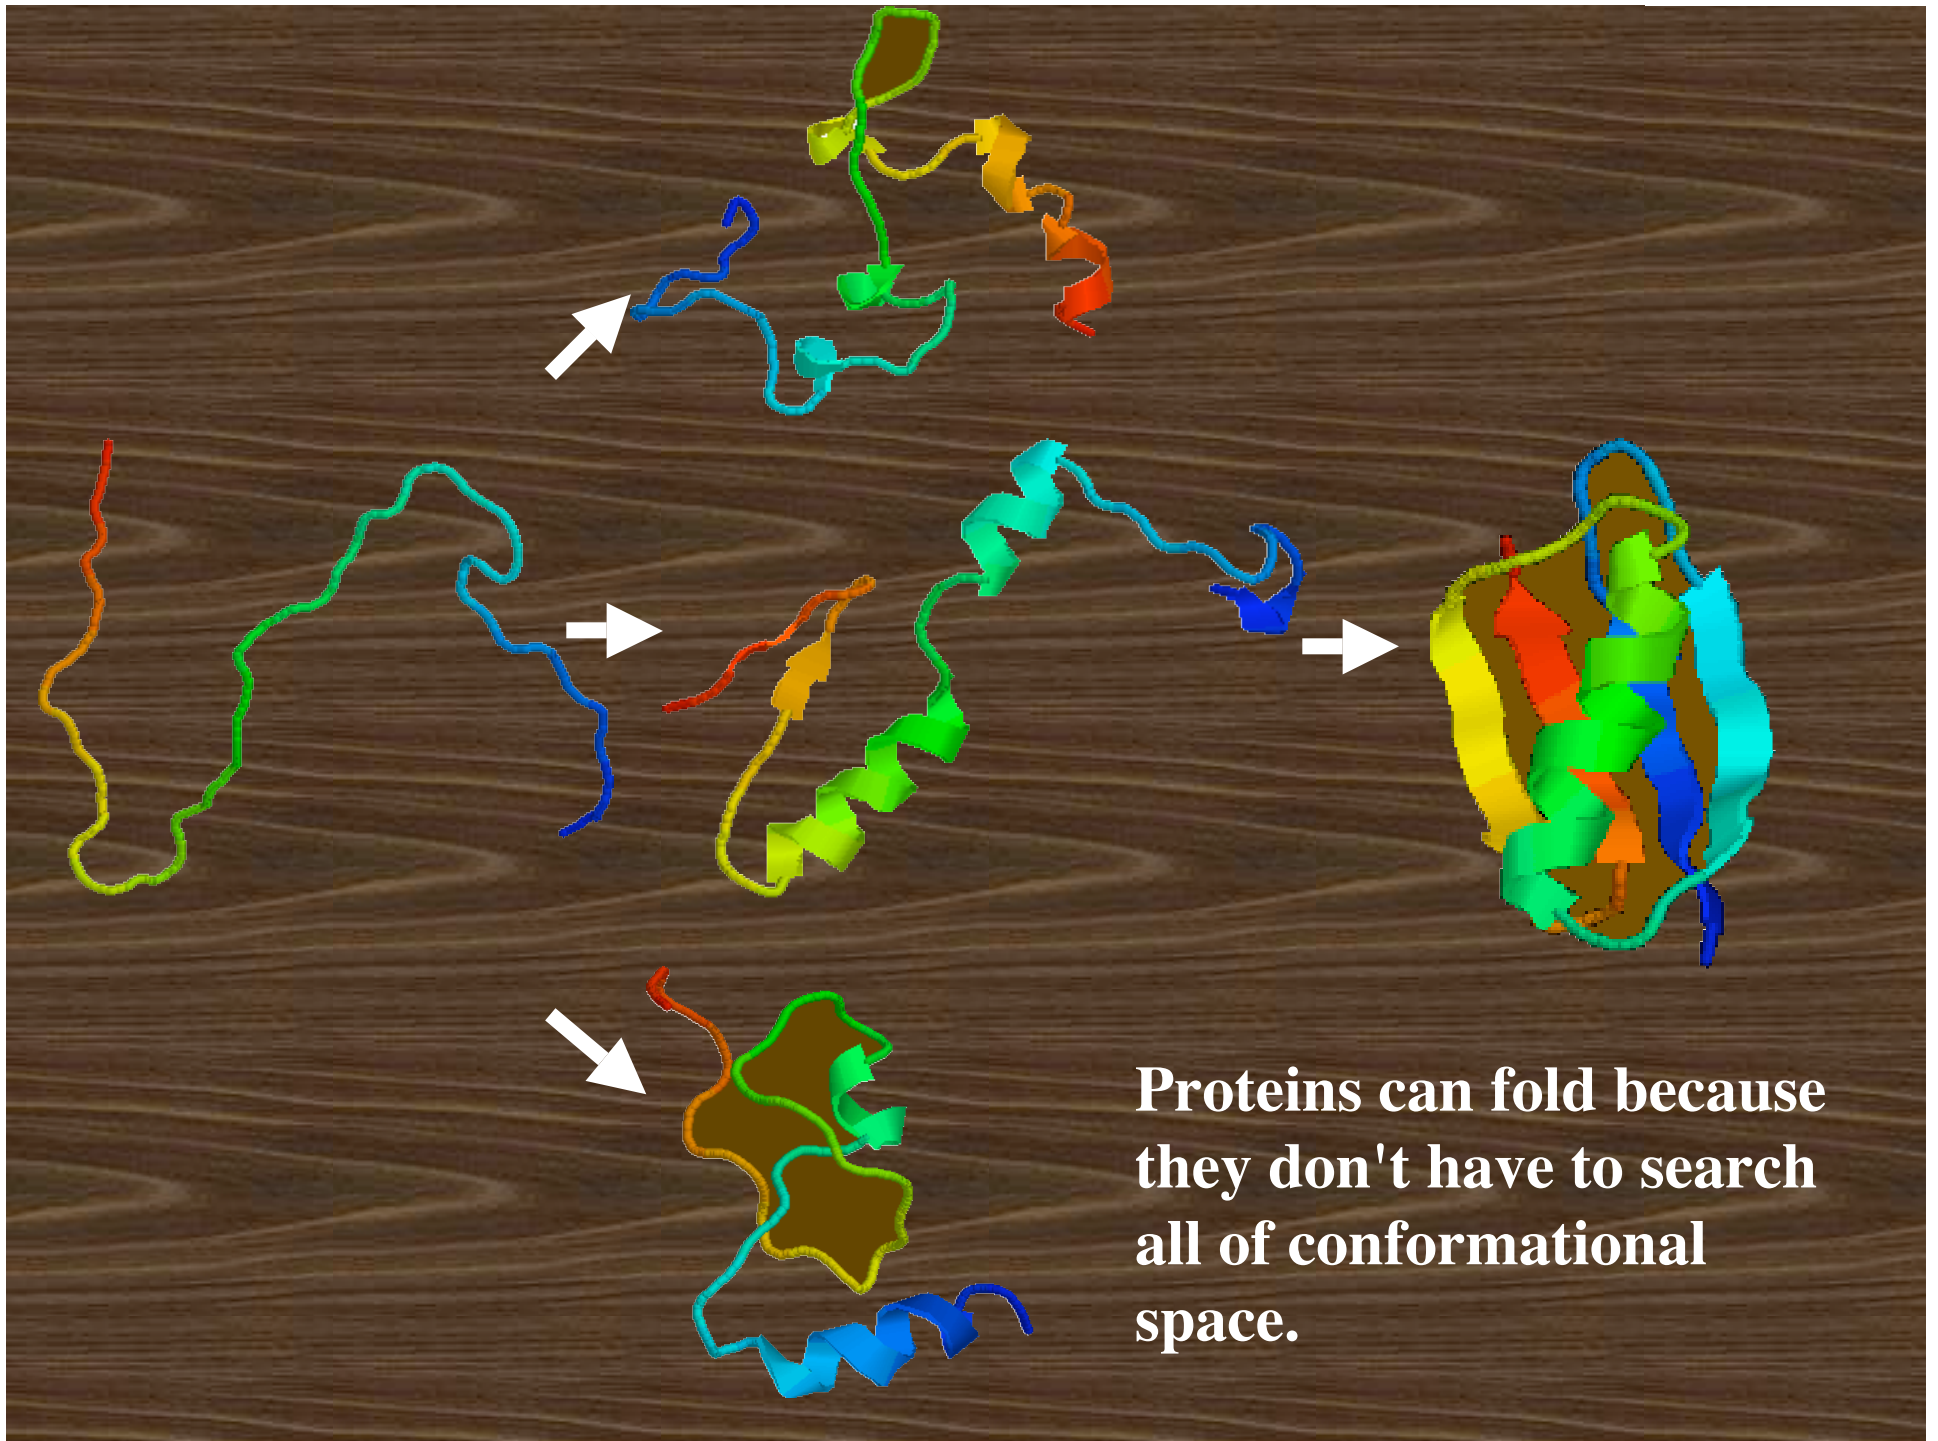 Proteins can fold because
they don't have to search
all of conformational
space.